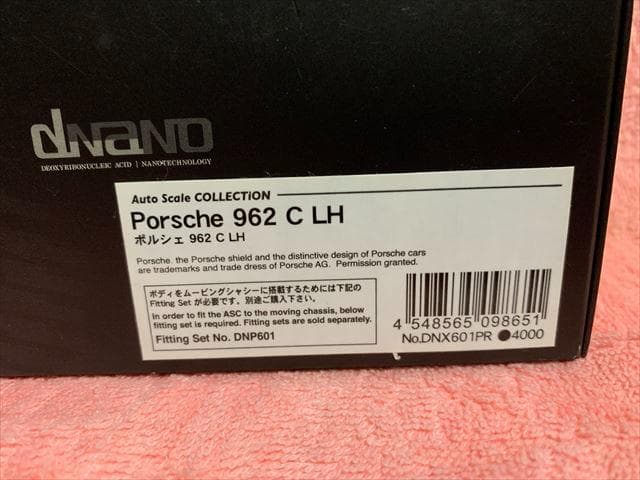 dnano
DEOXYRIBONUCLEIC ACID | NANOTECHNOLOGY
Auto Scale COLLECTiON
Porsche 962 C LH
ポルシェ 962 C LH
Porsche, the Porsche shield and the distinctive design of Porsche cars
are trademarks and trade dress of Porsche AG. Permission granted.
ボディをムービングシャシーに搭載するためには下記の
Fitting Set が必要です。別途ご購入下さい。
In order to fit the ASC to the moving chassis, below
fitting set is required. Fitting sets are sold separately.
Fitting Set No. DNP601
4 548565 098651
No.DNX601PR ●4000